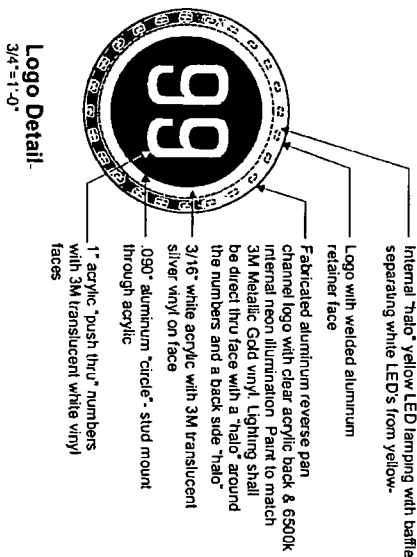 Internal "halo" yellow LED lamping with baffle
separating white LED's from yellow-
Logo with welded aluminum
retainer face
Fabricated aluminum reverse pan
channel logo with clear acrylic back & 6500k
internal neon illumination Paint to match
3M Metallic Gold vinyl. Lighting shall
be direct thru face with a "halo" around
the numbers and a back side "halo"
3/16" white acrylic with 3M translucent
silver vinyl on face
.090" aluminum "circle"- stud mount
through acrylic
1" acrylic "push thru" numbers
with 3M translucent white vinyl
faces
66
Logo Detail-
3/4"=1'-0"